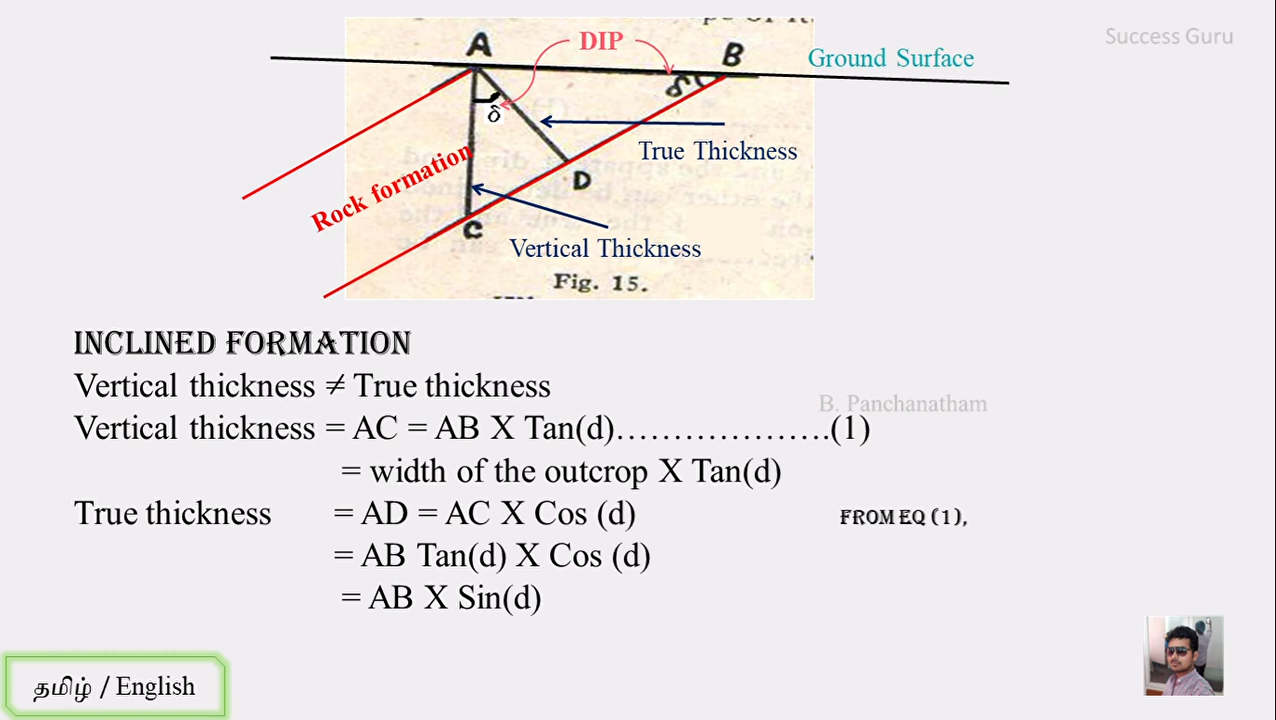 Success Guru
A
DIP
B
Ground Surface
δ
δ
True Thickness
Rock formation
D
C
Vertical Thickness
Fig. 15.
INCLINED FORMATION
Vertical thickness ≠ True thickness
B. Panchanatham
Vertical thickness = AC = AB X Tan(d)………………….(1)
= width of the outcrop X Tan(d)
True thickness = AD = AC X Cos (d) FROM EQ (1),
= AB Tan(d) X Cos (d)
= AB X Sin(d)
தமிழ் / English